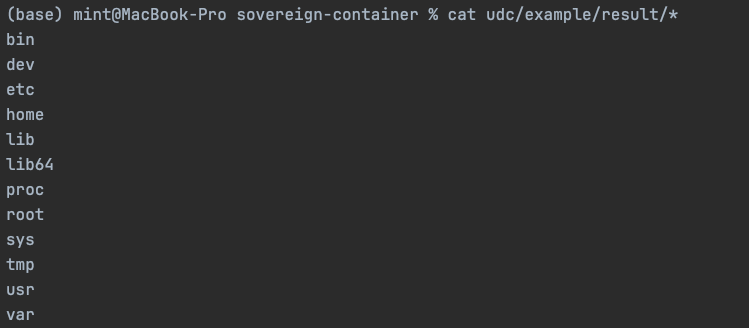 (base) mint@MacBook-Pro sovereign-container % cat udc/example/result/*
bin
dev
etc
home
lib
lib64
proc
root
sys
tmp
usr
var